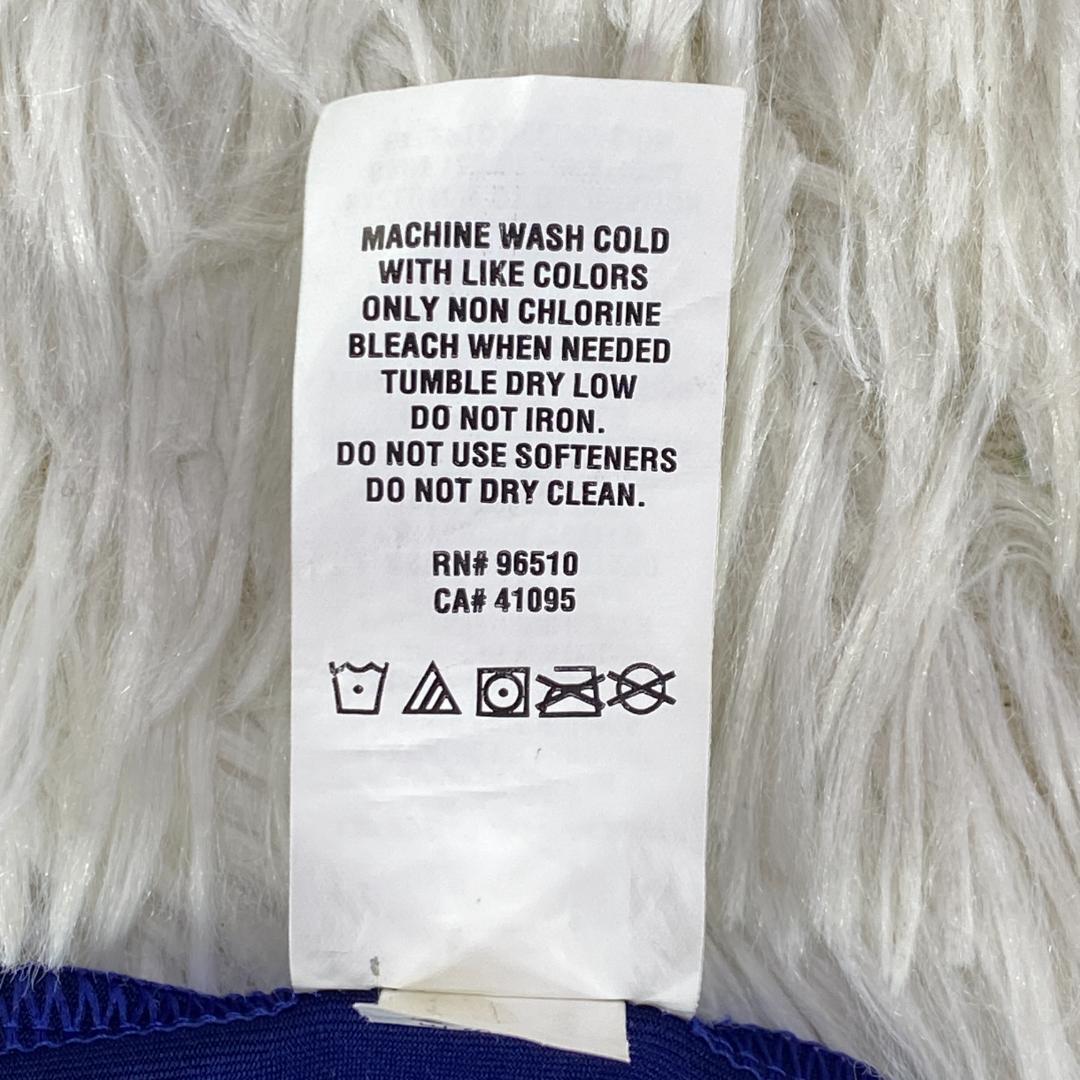 MACHINE WASH COLD
WITH LIKE COLORS
ONLY NON CHLORINE
BLEACH WHEN NEEDED
TUMBLE DRY LOW
DO NOT IRON.
DO NOT USE SOFTENERS
DO NOT DRY CLEAN.
RN# 96510
CA# 41095